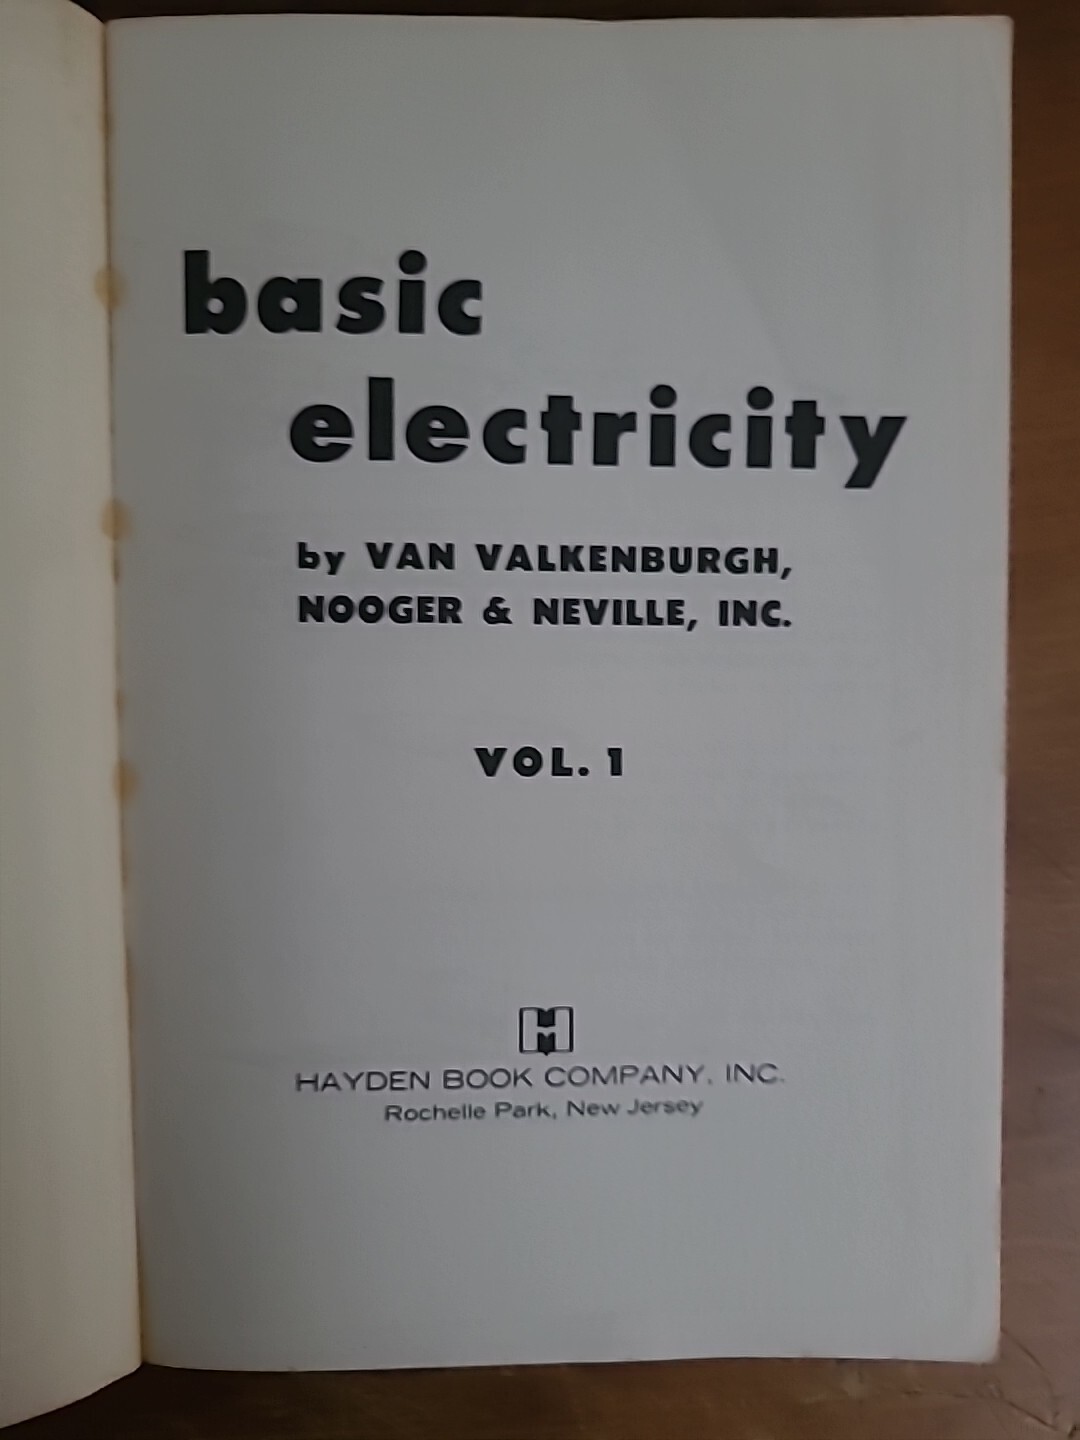 basic
electricity
by VAN VALKENBURGH,
NOOGER & NEVILLE, INC.
VOL. 1
H
HAYDEN BOOK COMPANY, INC.
Rochelle Park, New Jersey